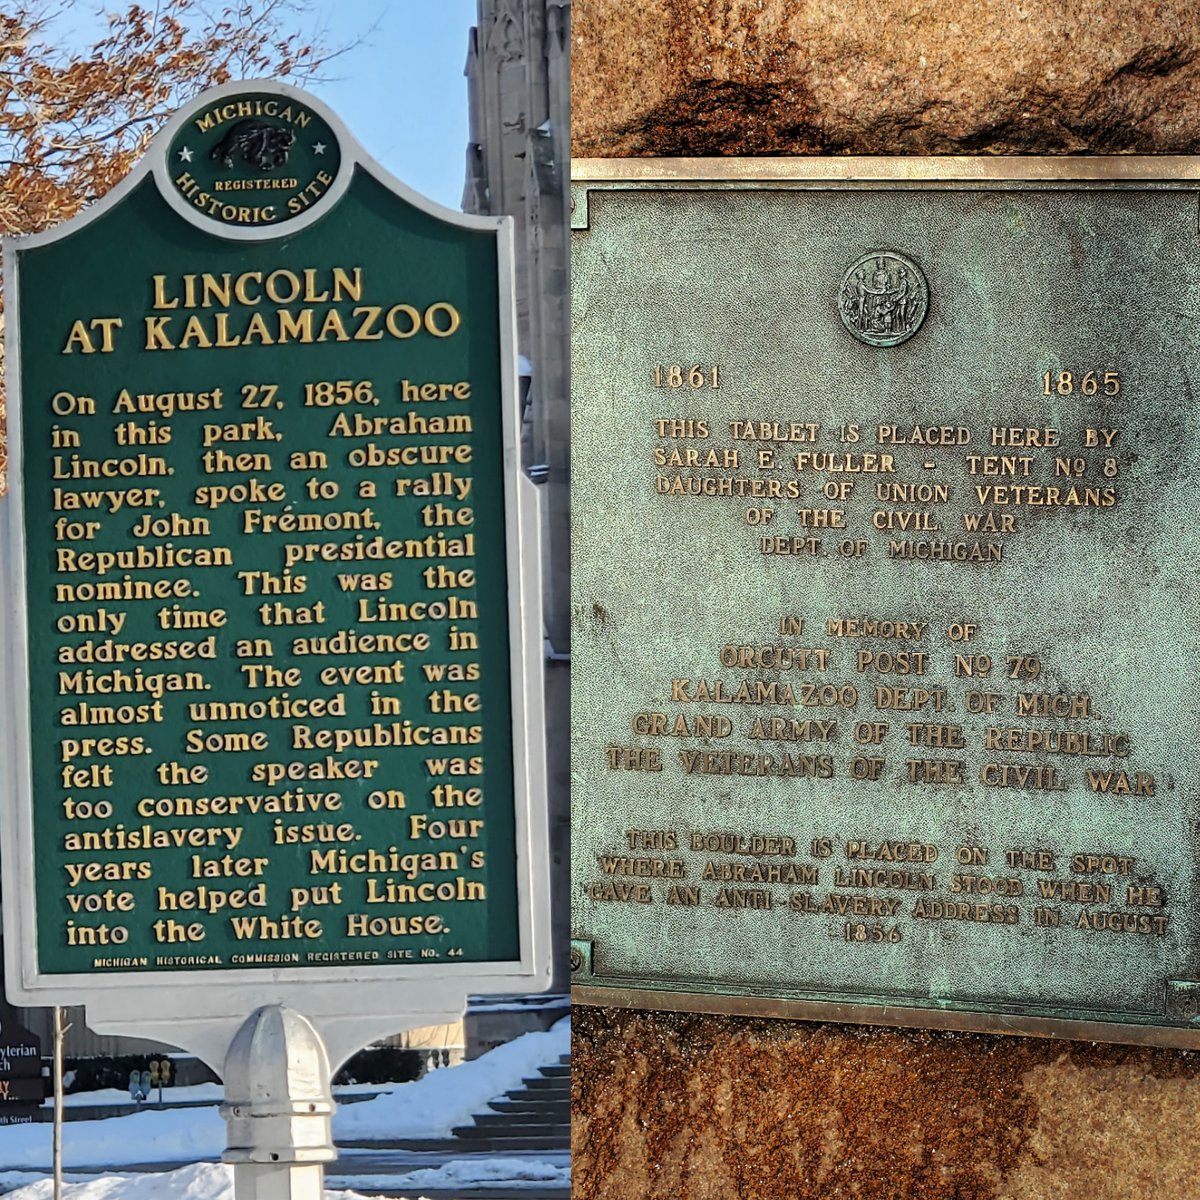 MICHIGAN
REGISTERED
HISTORIC SITE
LINCOLN
AT KALAMAZOO
On August 27, 1856, here
in this park, Abraham
Lincoln, then an obscure
lawyer, spoke to a rally
for John Frémont, the
Republican presidential
nominee. This was the
only time that Lincoln
addressed an audience in
Michigan. The event was
almost unnoticed in the
press. Some Republicans
felt the speaker was
too conservative on the
antislavery issue. Four
years later Michigan's
vote helped put Lincoln
into the White House.
MICHIGAN HISTORICAL COMMISSION REGISTERED SITE NO. 44
1861 1865
THIS TABLET IS PLACED HERE BY
SARAH E. FULLER - TENT NO 8
DAUGHTERS OF UNION VETERANS
OF THE CIVIL WAR
DEPT. OF MICHIGAN
IN MEMORY OF
ORCUTT POST NO 79
KALAMAZOO DEPT. OF MICH.
GRAND ARMY OF THE REPUBLIC
THE VETERANS OF THE CIVIL WAR
THIS BOULDER IS PLACED ON THE SPOT
WHERE ABRAHAM LINCOLN STOOD WHEN HE
GAVE AN ANTI-SLAVERY ADDRESS IN AUGUST
1856